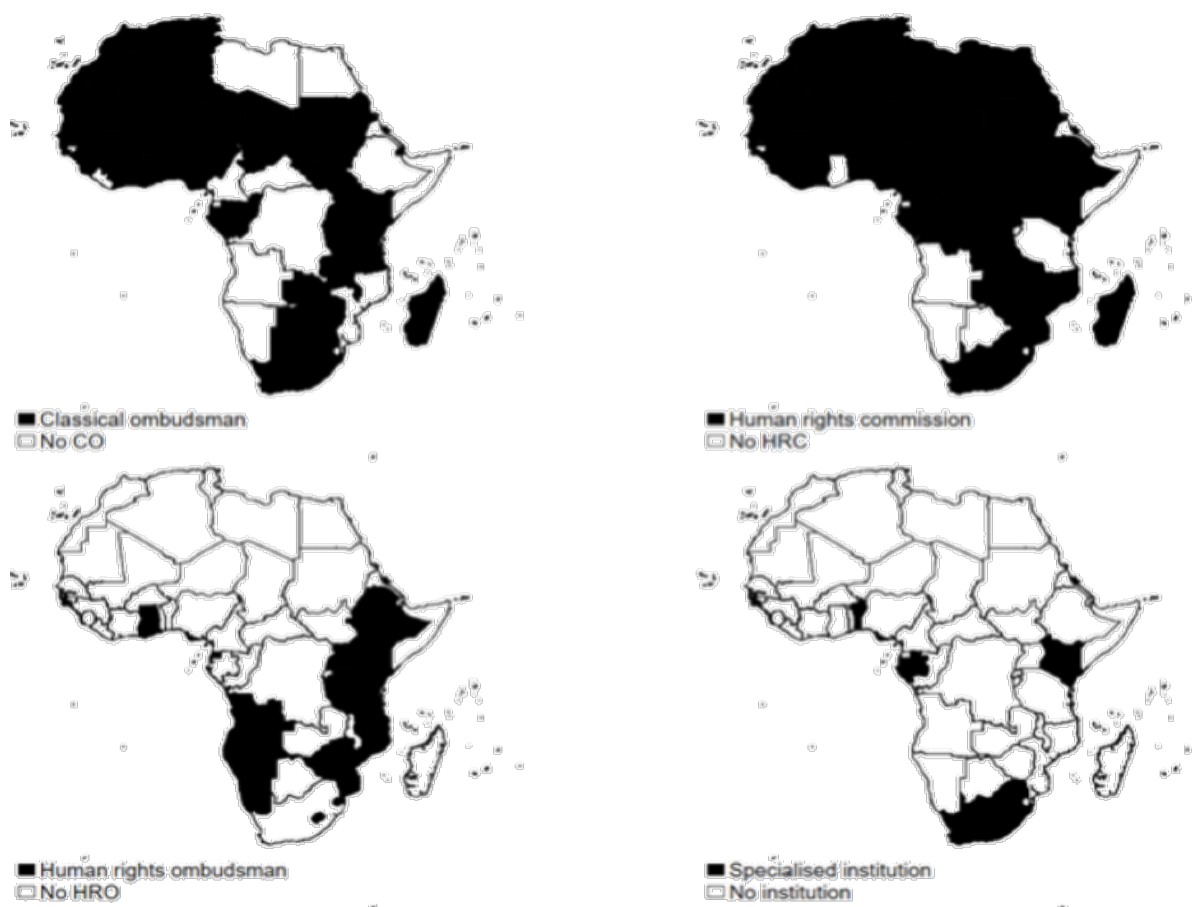 Classical ombudsman
No CO
Human rights commission
No HRC
Human rights ombudsman
No HRO
Specialised institution
No institution